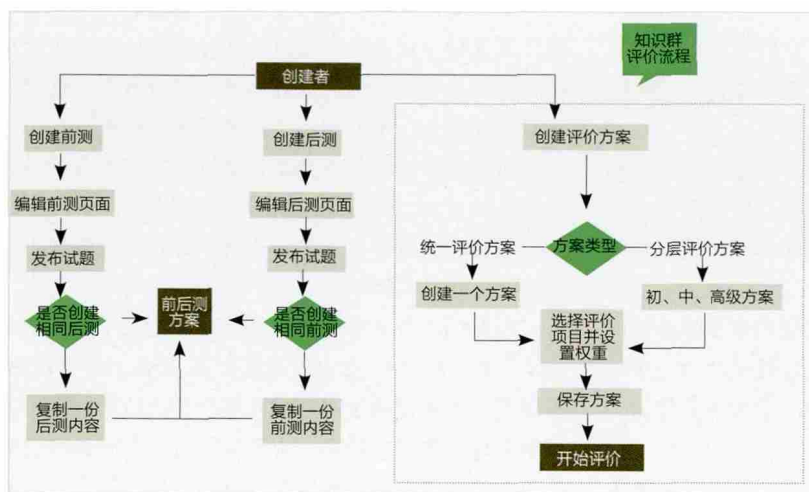 知识群
评价流程
创建者
创建前测
创建后测
创建评价方案
编辑前测页面
编辑后测页面
发布试题
发布试题
统一评价方案
方案类型
分层评价方案
是否创建
相同后测
前后测
方案
是否创建
相同前测
创建一个方案
初、中、高级方案
选择评价
项目并设
置权重
复制一份
后测内容
复制一份
前测内容
保存方案
开始评价